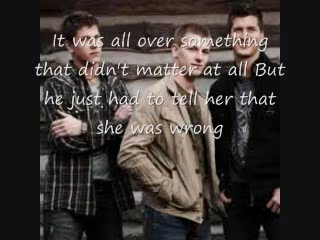 It was all over something
that didn't matter at all But
he just had to tell her that
she was wrong